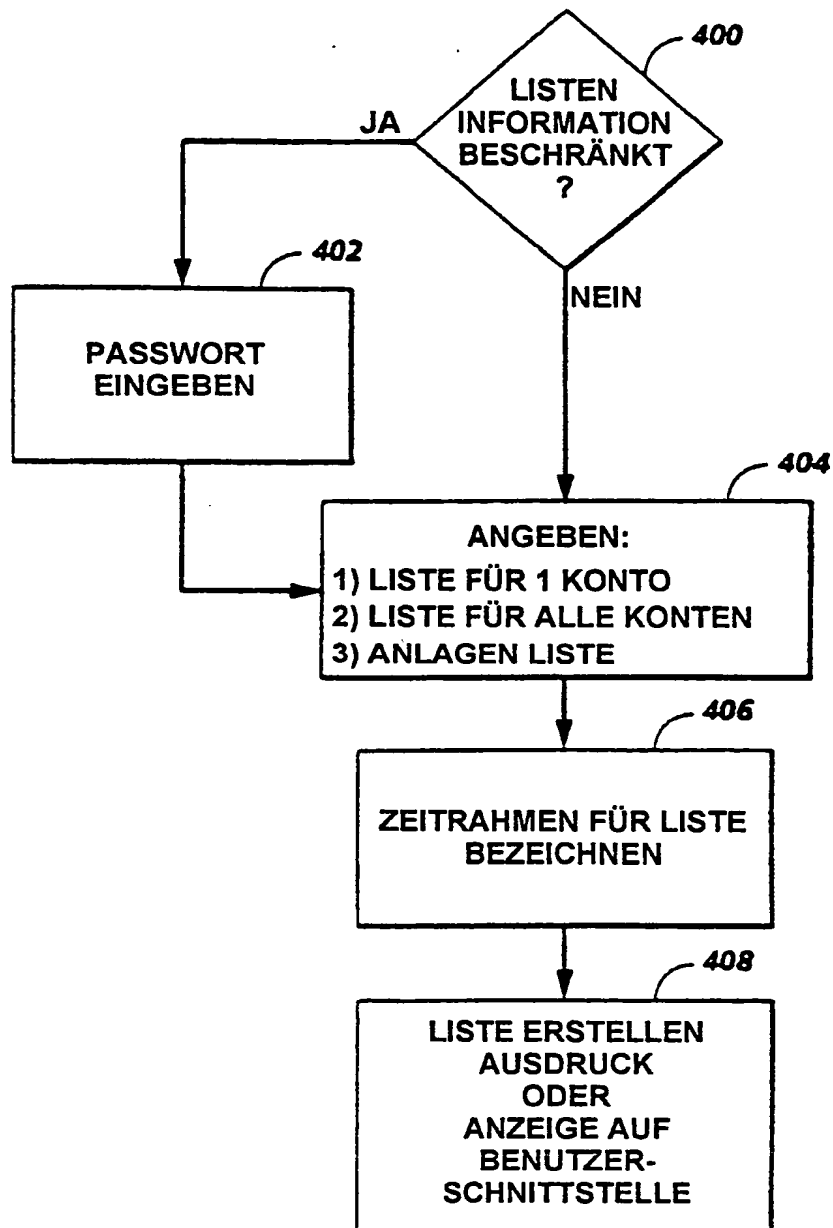 400
LISTEN
INFORMATION
BESCHRÄNKT
?
JA
NEIN
402
PASSWORT
EINGEBEN
404
ANGEBEN:
1) LISTE FÜR 1 KONTO
2) LISTE FÜR ALLE KONTEN
3) ANLAGEN LISTE
406
ZEITRAHMEN FÜR LISTE
BEZEICHNEN
408
LISTE ERSTELLEN
AUSDRUCK
ODER
ANZEIGE AUF
BENUTZER-
SCHNITTSTELLE